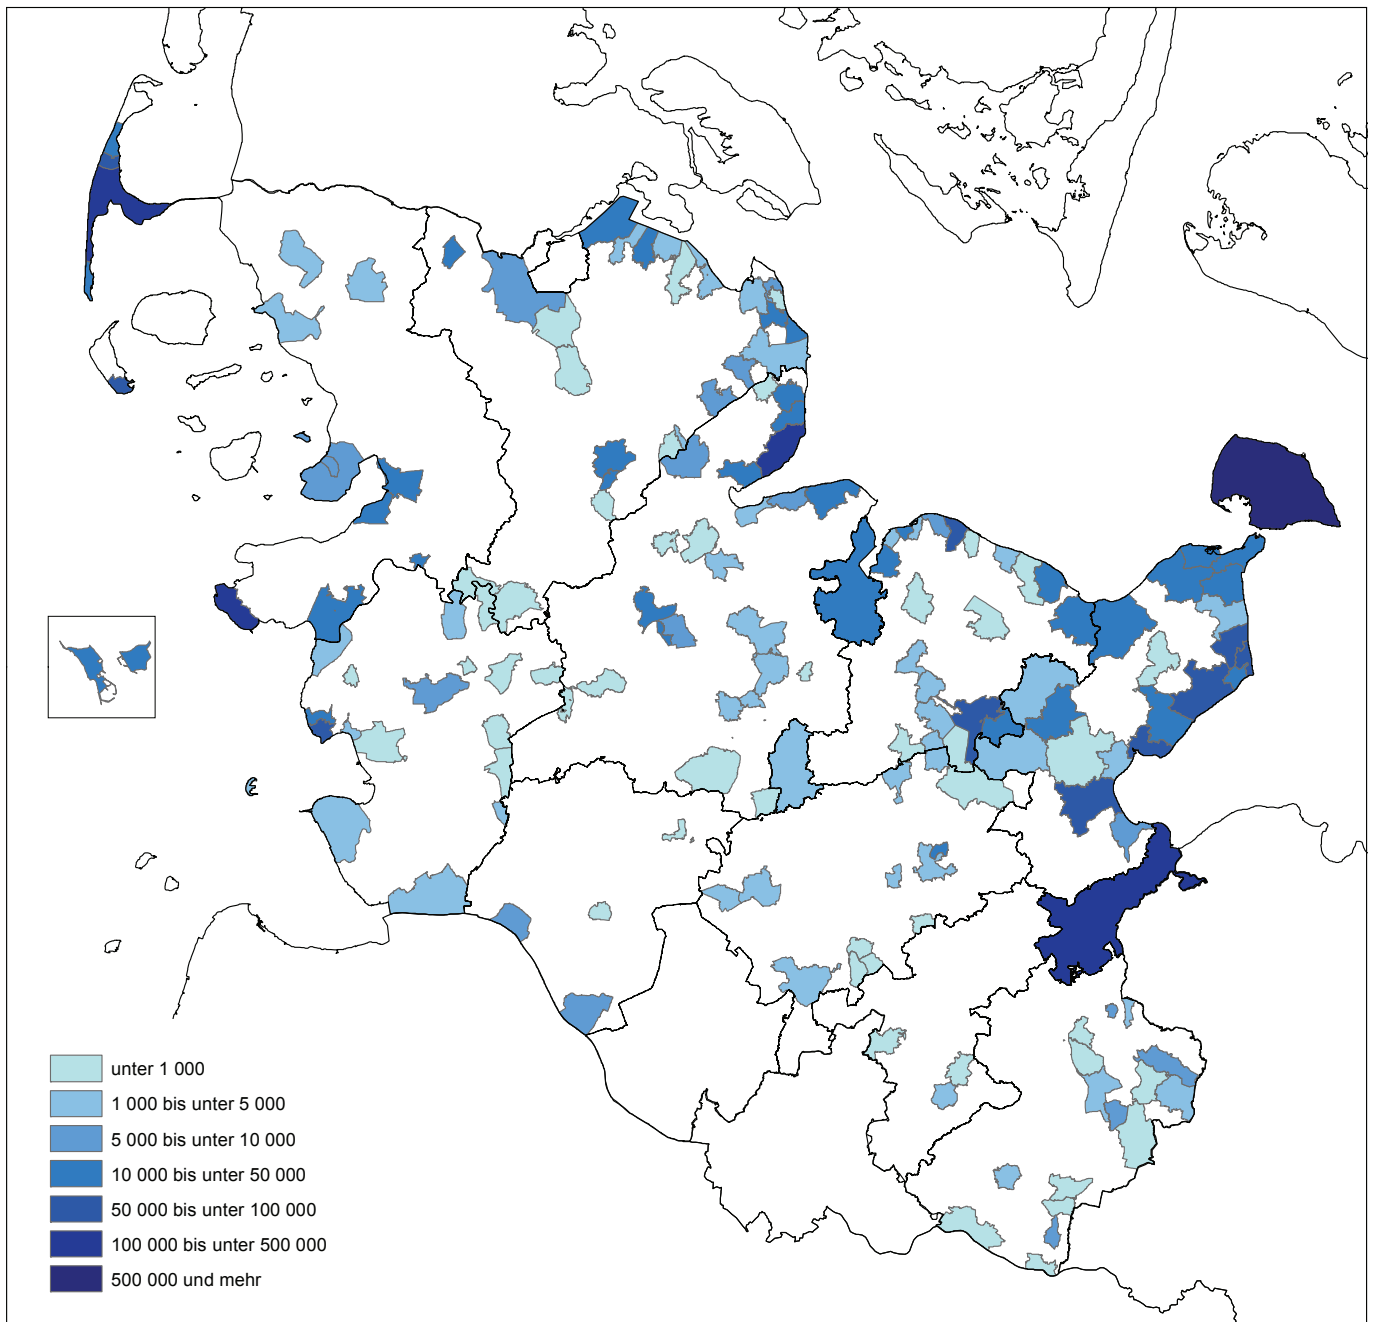 unter 1 000
1 000 bis unter 5 000
5 000 bis unter 10 000
10 000 bis unter 50 000
50 000 bis unter 100 000
100 000 bis unter 500 000
500 000 und mehr